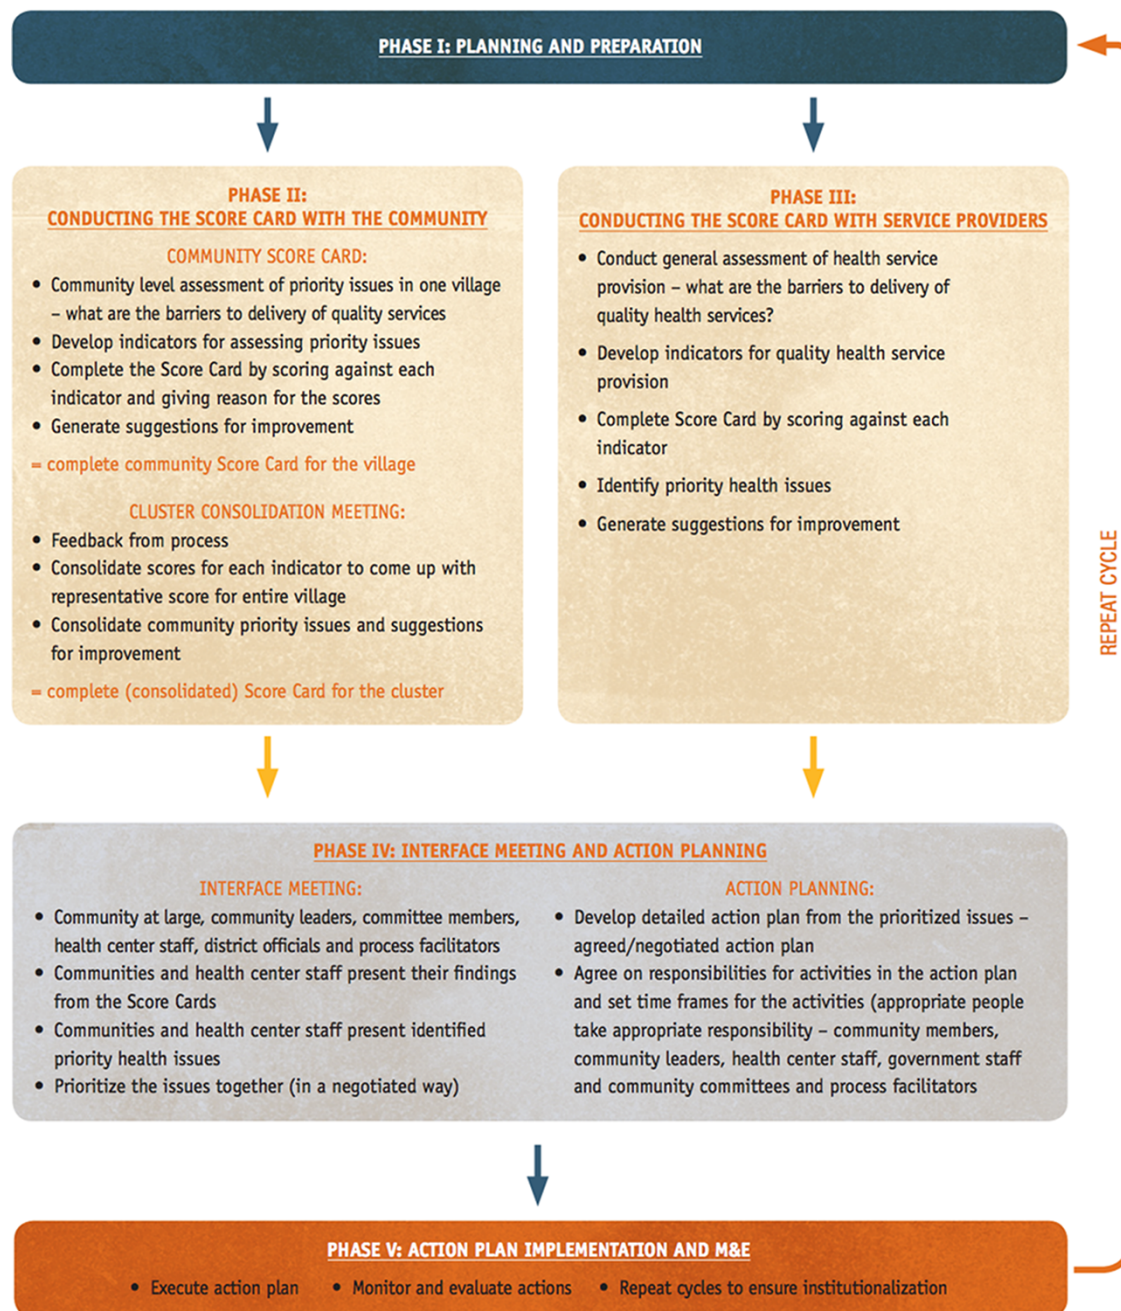 PHASE I: PLANNING AND PREPARATION
PHASE II:
CONDUCTING THE SCORE CARD WITH THE COMMUNITY
COMMUNITY SCORE CARD:
• Community level assessment of priority issues in one village
– what are the barriers to delivery of quality services
• Develop indicators for assessing priority issues
• Complete the Score Card by scoring against each
indicator and giving reason for the scores
• Generate suggestions for improvement
= complete community Score Card for the village
CLUSTER CONSOLIDATION MEETING:
• Feedback from process
• Consolidate scores for each indicator to come up with
representative score for entire village
• Consolidate community priority issues and suggestions
for improvement
= complete (consolidated) Score Card for the cluster
PHASE III:
CONDUCTING THE SCORE CARD WITH SERVICE PROVIDERS
• Conduct general assessment of health service
provision – what are the barriers to delivery of
quality health services?
• Develop indicators for quality health service
provision
• Complete Score Card by scoring against each
indicator
• Identify priority health issues
• Generate suggestions for improvement
REPEAT CYCLE
PHASE IV: INTERFACE MEETING AND ACTION PLANNING
INTERFACE MEETING:
• Community at large, community leaders, committee members,
health center staff, district officials and process facilitators
• Communities and health center staff present their findings
from the Score Cards
• Communities and health center staff present identified
priority health issues
• Prioritize the issues together (in a negotiated way)
ACTION PLANNING:
• Develop detailed action plan from the prioritized issues –
agreed/negotiated action plan
• Agree on responsibilities for activities in the action plan
and set time frames for the activities (appropriate people
take appropriate responsibility – community members,
community leaders, health center staff, government staff
and community committees and process facilitators
PHASE V: ACTION PLAN IMPLEMENTATION AND M&E
• Execute action plan • Monitor and evaluate actions • Repeat cycles to ensure institutionalization